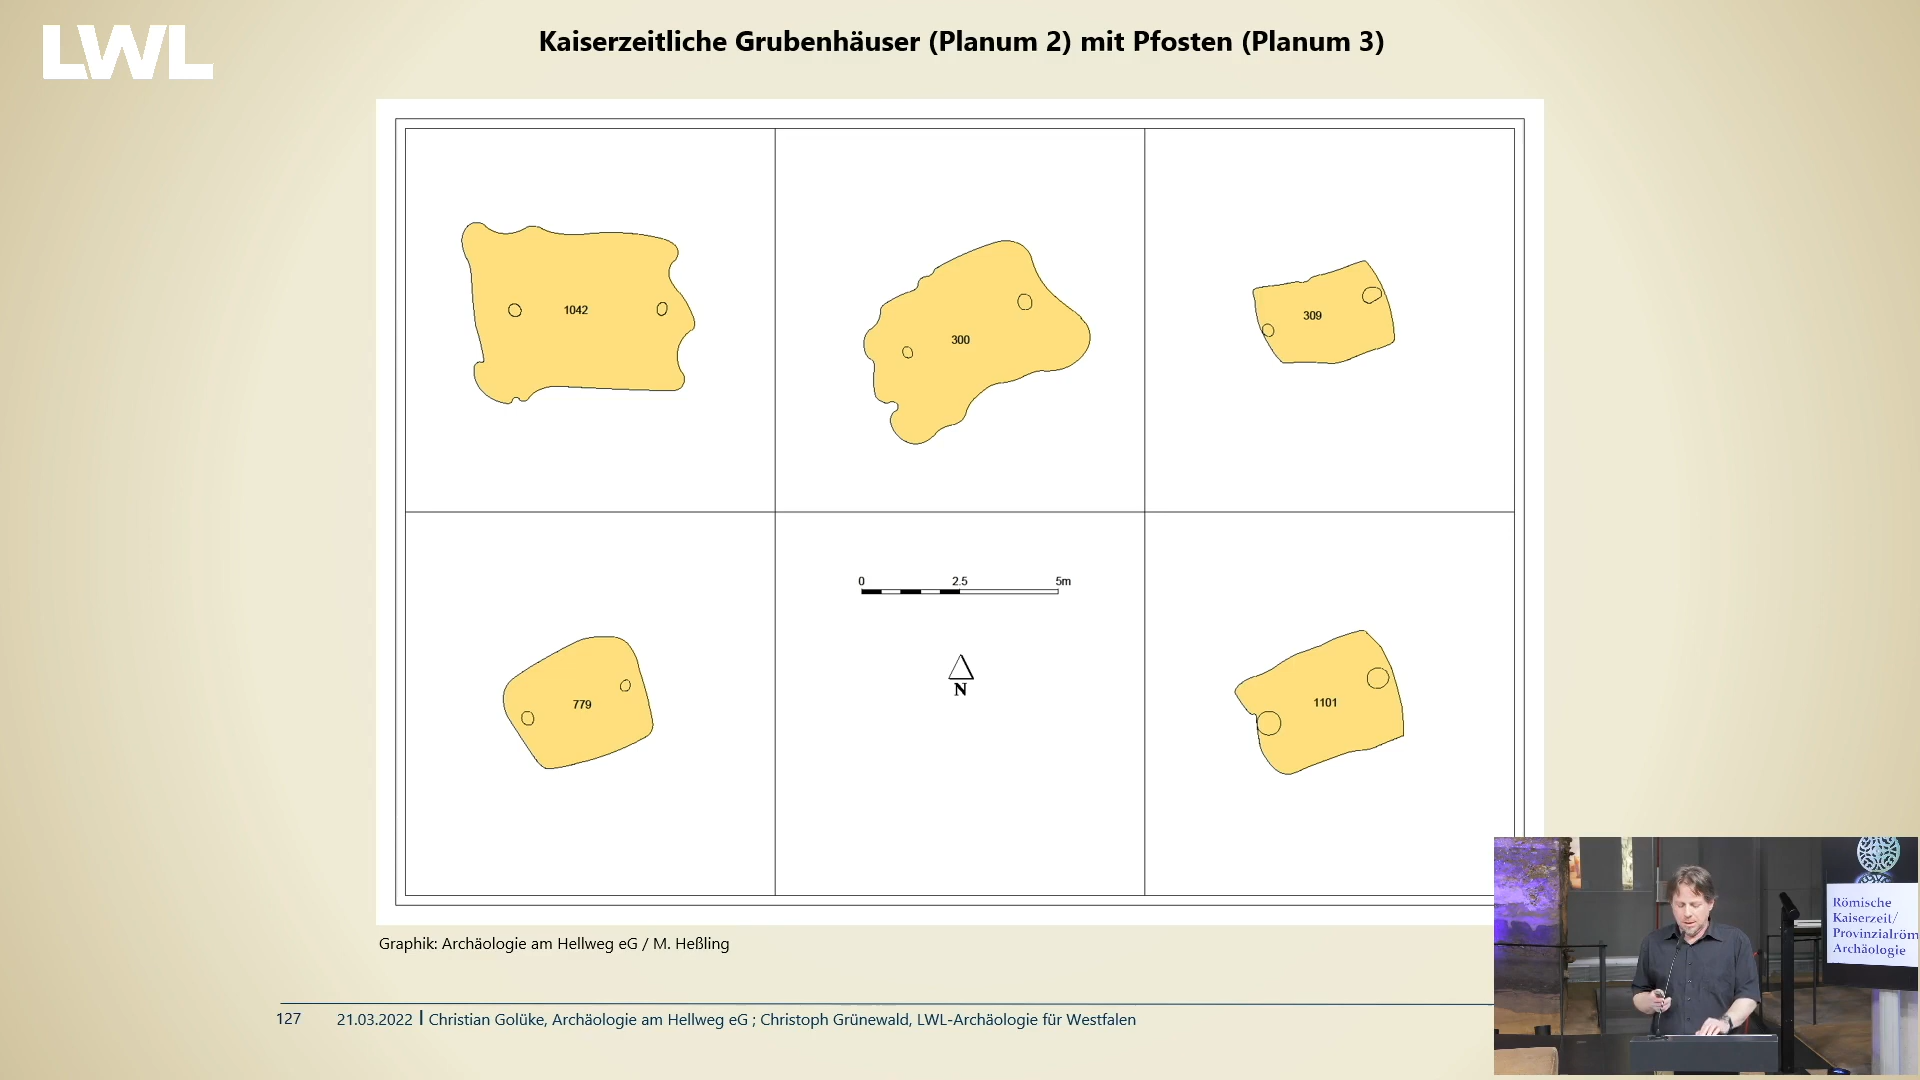 LWL
Kaiserzeitliche Grubenhäuser (Planum 2) mit Pfosten (Planum 3)
1042
300
309
779
0 2.5 5m
N
1101
Graphik: Archäologie am Hellweg eG / M. Heßling
127 21.03.2022 | Christian Golüke, Archäologie am Hellweg eG ; Christoph Grünewald, LWL-Archäologie für Westfalen
Römische
Kaiserzeit/
Provinzialröm
Archäologie